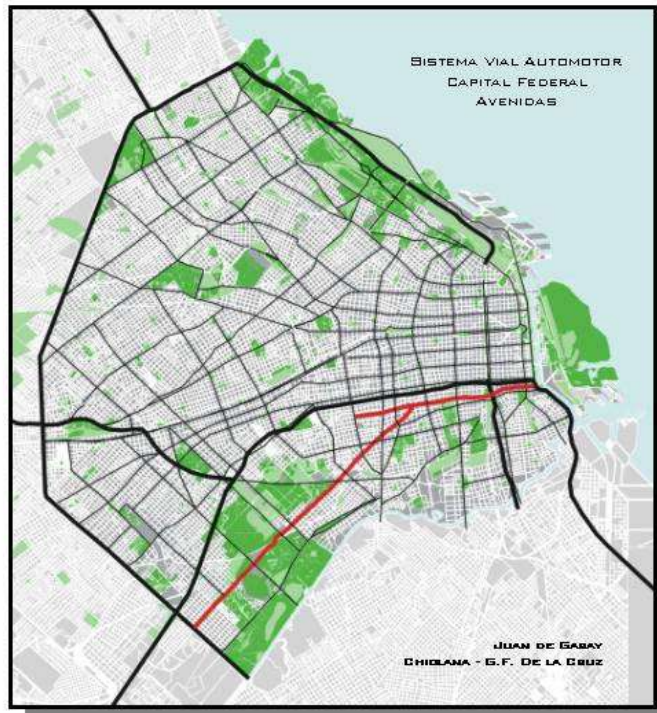 SISTEMA VIAL AUTOMOTOR
CAPITAL FEDERAL
AVENIDAS
JUAN DE GARAY
CHICLANA - G.F. DE LA CRUZ